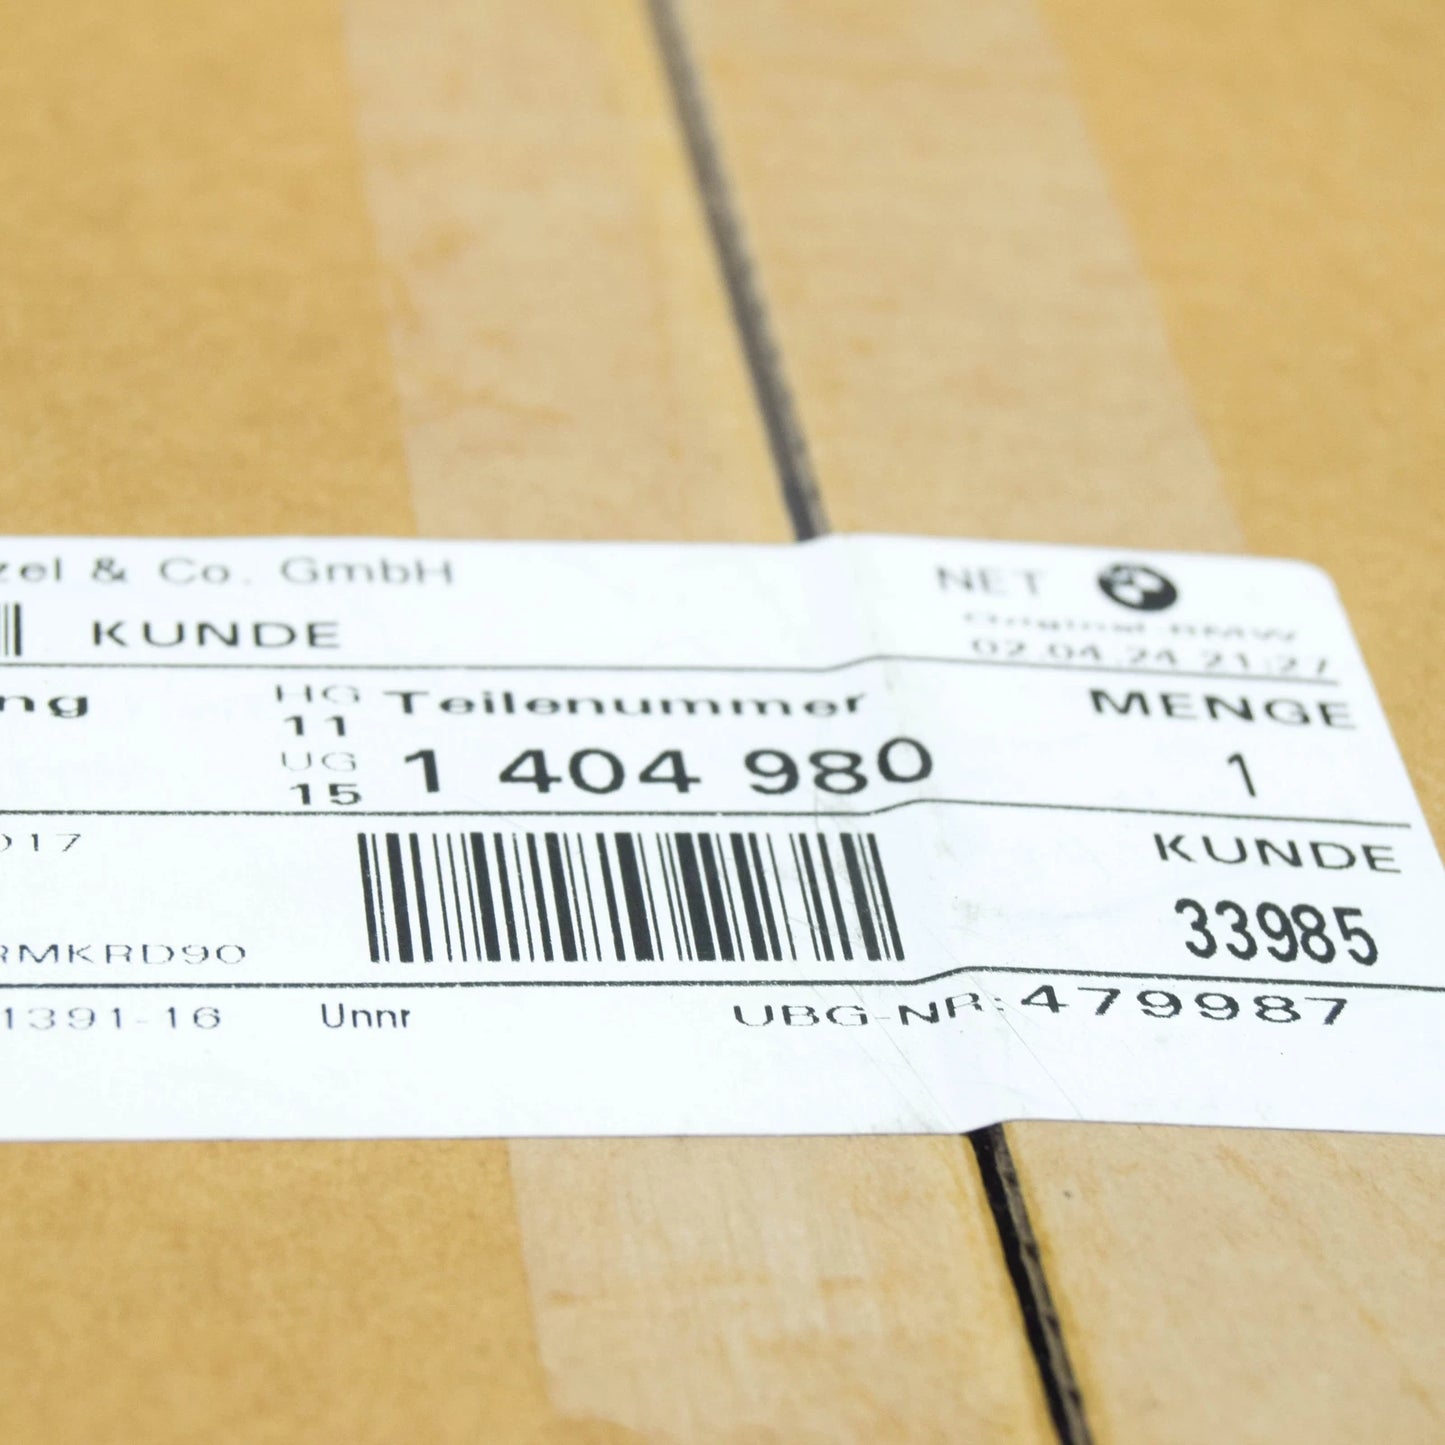 zel & Co. GmbH NET
KUNDE Original-BMW
02.04.24 21:27
ng HG Teilenummer MENGE
11
UG 1 404 980 1
15
017 KUNDE
33985
RMKRD90
1391-16 Unnr UBG-NR: 479987